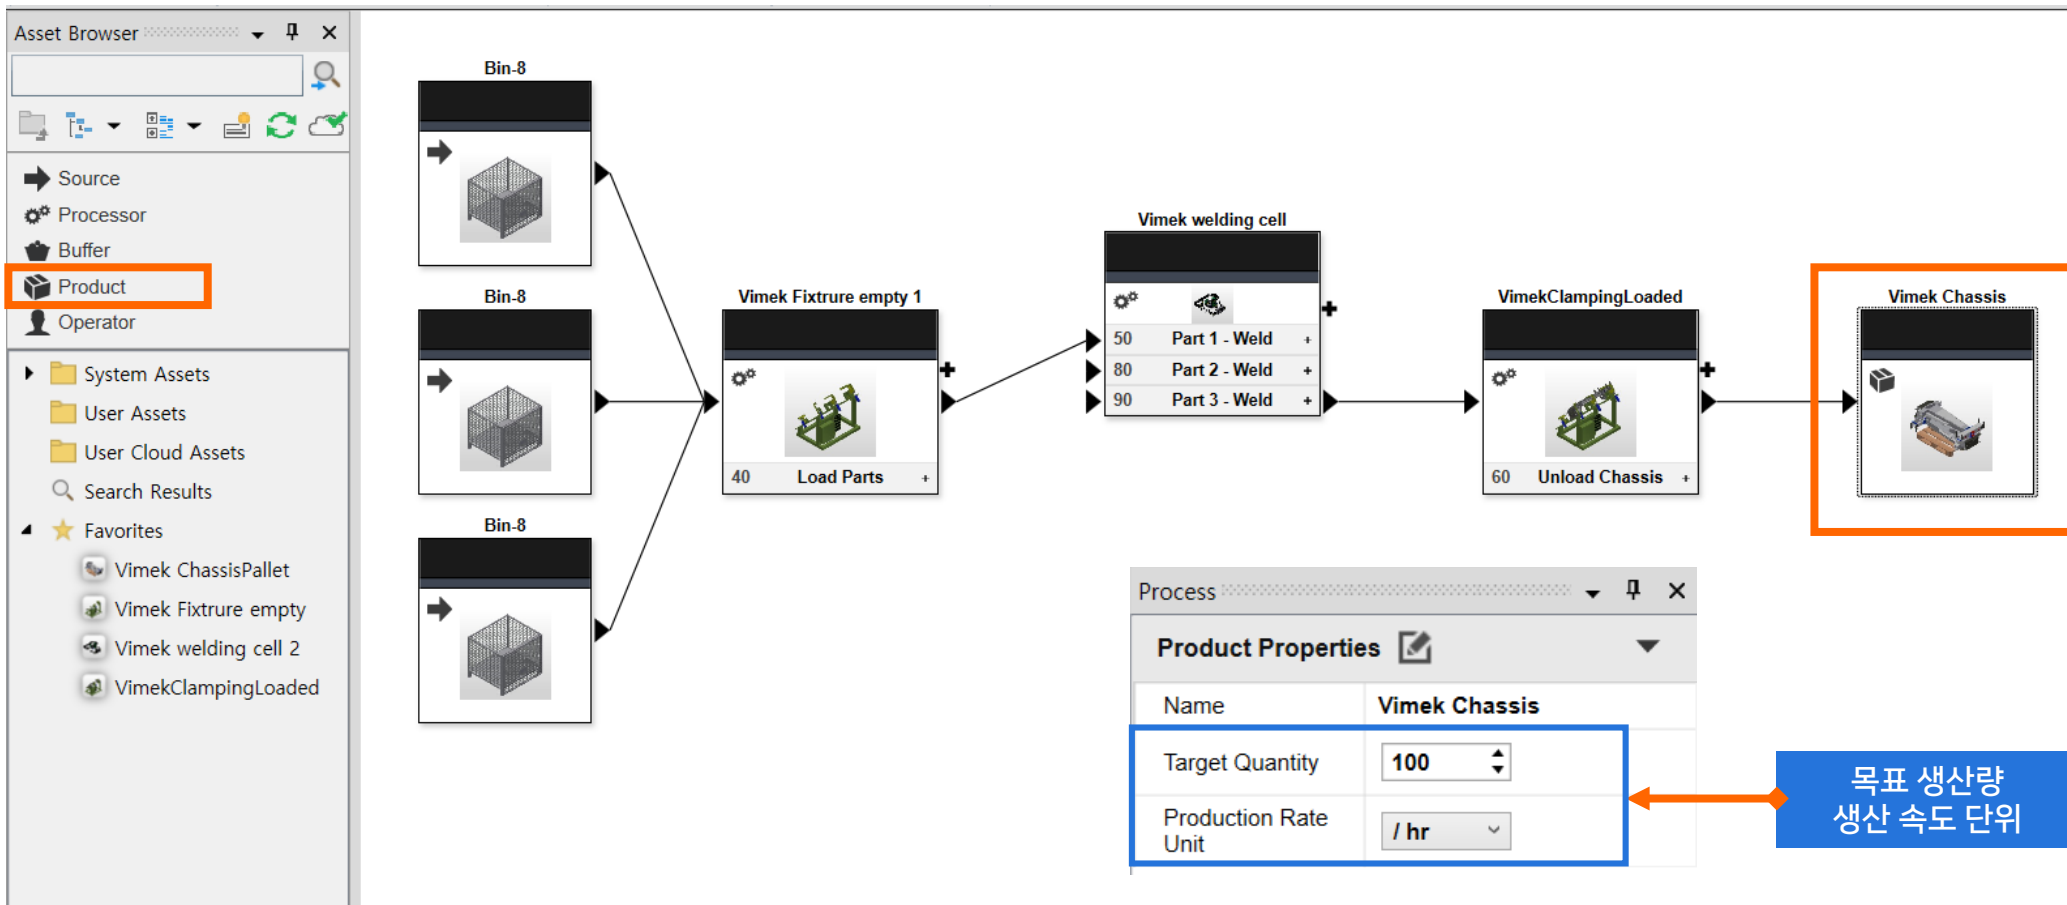 Asset Browser
Source
Processor
Buffer
Product
Operator
System Assets
User Assets
User Cloud Assets
Search Results
Favorites
Vimek ChassisPallet
Vimek Fixtrure empty
Vimek welding cell 2
VimekClampingLoaded
Bin-8
Bin-8
Bin-8
Vimek Fixtrure empty 1
40 Load Parts +
Vimek welding cell
50 Part 1 - Weld +
80 Part 2 - Weld +
90 Part 3 - Weld +
VimekClampingLoaded
60 Unload Chassis +
Vimek Chassis
Process
Product Properties
Name Vimek Chassis
Target Quantity 100
Production Rate
Unit
/ hr
목표 생산량
생산 속도 단위